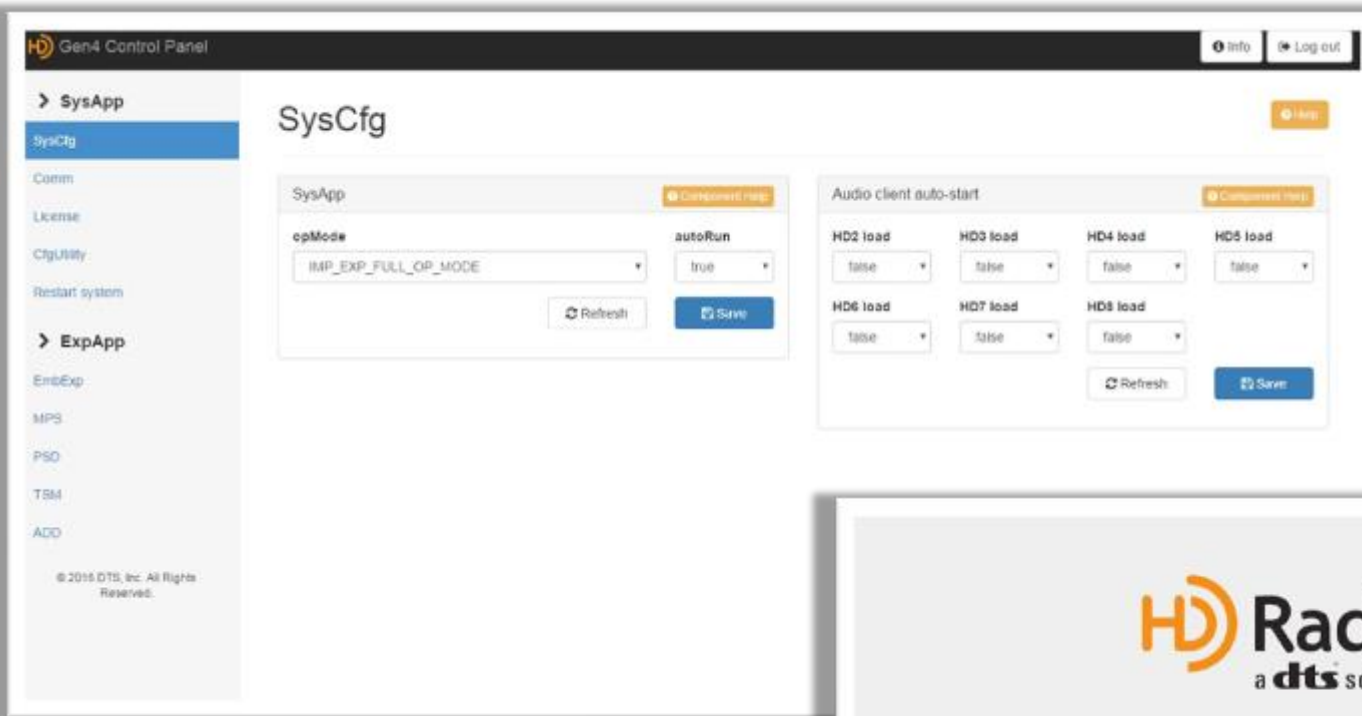 HD Gen4 Control Panel
Info
Log out
SysApp
SysCfg
Comm
License
CfgUtility
Restart system
ExpApp
EmbExp
MPS
PSD
TSM
ADD
© 2016 DTS, Inc. All Rights
Reserved.
SysCfg
Help
SysApp
Component Help
opMode
autoRun
IMP_EXP_FULL_OP_MODE
true
Refresh
Save
Audio client auto-start
Component Help
HD2 load
HD3 load
HD4 load
HD5 load
false
false
false
false
HD6 load
HD7 load
HD8 load
false
false
false
Refresh
Save
HD Rad
a dts so